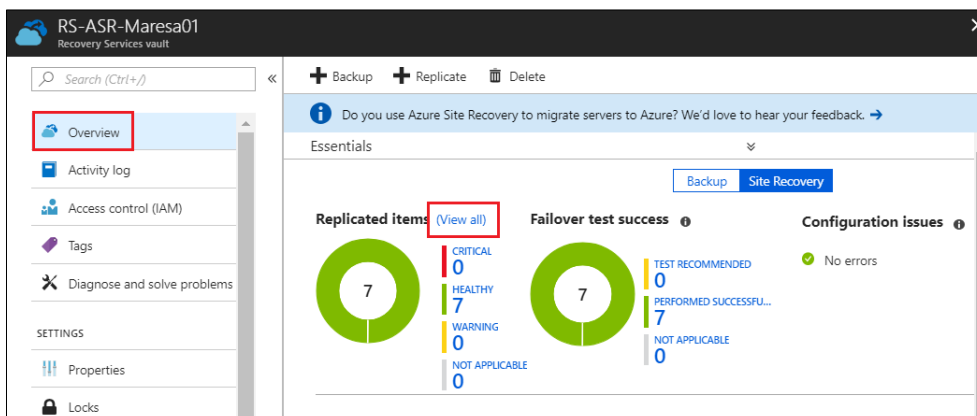 RS-ASR-Maresa01
Recovery Services vault
Search (Ctrl+/)
Overview
Activity log
Access control (IAM)
Tags
Diagnose and solve problems
SETTINGS
Properties
Locks
Backup Replicate Delete
Do you use Azure Site Recovery to migrate servers to Azure? We'd love to hear your feedback.
Essentials
Backup Site Recovery
Replicated items (View all)
7
CRITICAL
0
HEALTHY
7
WARNING
0
NOT APPLICABLE
0
Failover test success
7
TEST RECOMMENDED
0
PERFORMED SUCCESSFU...
7
NOT APPLICABLE
0
Configuration issues
No errors